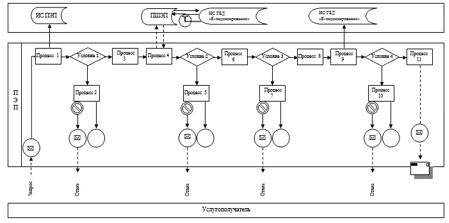 ИС ПЭП
ПШЭП
ИС ГБД
«Е-лицензирование»
ИС ГБД
«Е-лицензирование»
П
Э
П
Процесс 1
Условие 1
Процесс
3
Процесс 4
Условие 2
Процесс
6
Условие 3
Процесс 8
Процесс
9
Условие 4
Процесс
11
Процесс 2
Процесс 5
Процесс
7
Процесс
10
Запрос
Отказ
Отказ
Отказ
Отказ
Услугополучатель